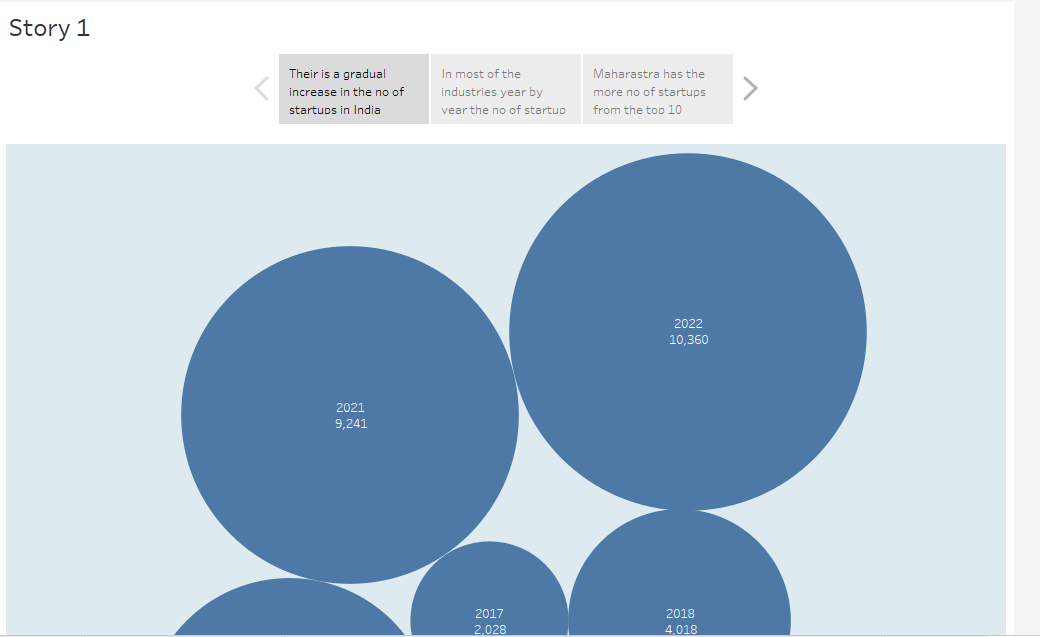 Story 1
Their is a gradual
increase in the no of
startups in India
In most of the
industries year by
year the no of startup
Maharastra has the
more no of startups
from the top 10
2022
10,360
2021
9,241
2017
2,028
2018
4,018